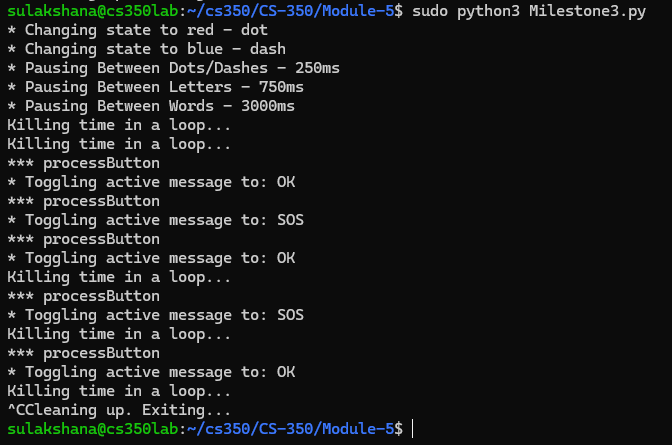 sulakshana@cs350lab:~/cs350/CS-350/Module-5$ sudo python3 Milestone3.py
* Changing state to red - dot
* Changing state to blue - dash
* Pausing Between Dots/Dashes - 250ms
* Pausing Between Letters - 750ms
* Pausing Between Words - 3000ms
Killing time in a loop...
Killing time in a loop...
*** processButton
* Toggling active message to: OK
*** processButton
* Toggling active message to: SOS
*** processButton
* Toggling active message to: OK
Killing time in a loop...
*** processButton
* Toggling active message to: SOS
Killing time in a loop...
*** processButton
* Toggling active message to: OK
Killing time in a loop...
^CCleaning up. Exiting...
sulakshana@cs350lab:~/cs350/CS-350/Module-5$